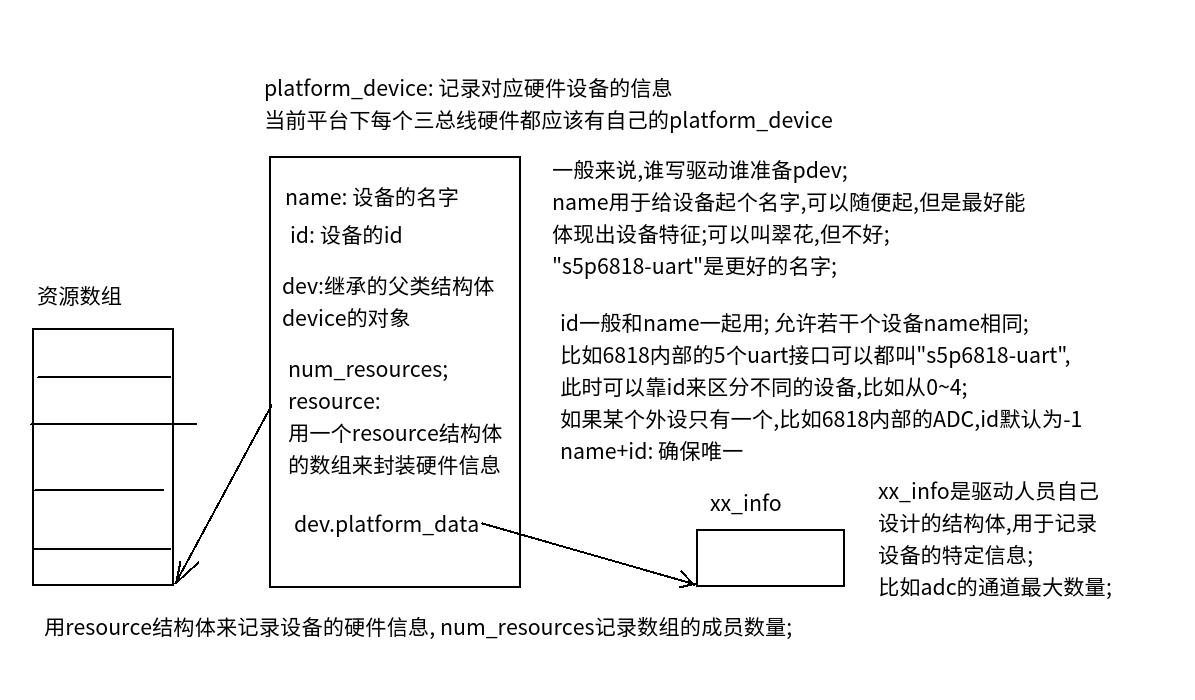 platform_device: 记录对应硬件设备的信息
当前平台下每个三总线硬件都应该有自己的platform_device
name: 设备的名字
id: 设备的id
dev:继承的父类结构体
device的对象
num_resources;
resource:
用一个resource结构体
的数组来封装硬件信息
dev.platform_data
一般来说,谁写驱动谁准备pdev;
name用于给设备起个名字,可以随便起,但是最好能
体现出设备特征;可以叫翠花,但不好;
"s5p6818-uart"是更好的名字;
id一般和name一起用; 允许若干个设备name相同;
比如6818内部的5个uart接口可以都叫"s5p6818-uart",
此时可以靠id来区分不同的设备,比如从0~4;
如果某个外设只有一个,比如6818内部的ADC,id默认为-1
name+id: 确保唯一
资源数组
xx_info
xx_info是驱动人员自己
设计的结构体,用于记录
设备的特定信息;
比如adc的通道最大数量;
用resource结构体来记录设备的硬件信息, num_resources记录数组的成员数量;